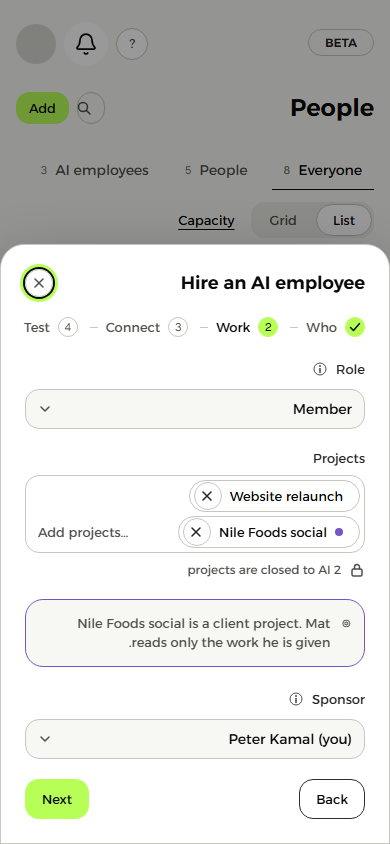 ?
BETA
People
Add
Everyone 8
People 5
AI employees 3
List
Grid
Capacity
Hire an AI employee
Who
Work 2
Connect 3
Test 4
Role
Member
Projects
Website relaunch
Nile Foods social
Add projects...
projects are closed to AI 2
Nile Foods social is a client project. Mat
.reads only the work he is given
Sponsor
Peter Kamal (you)
Back
Next